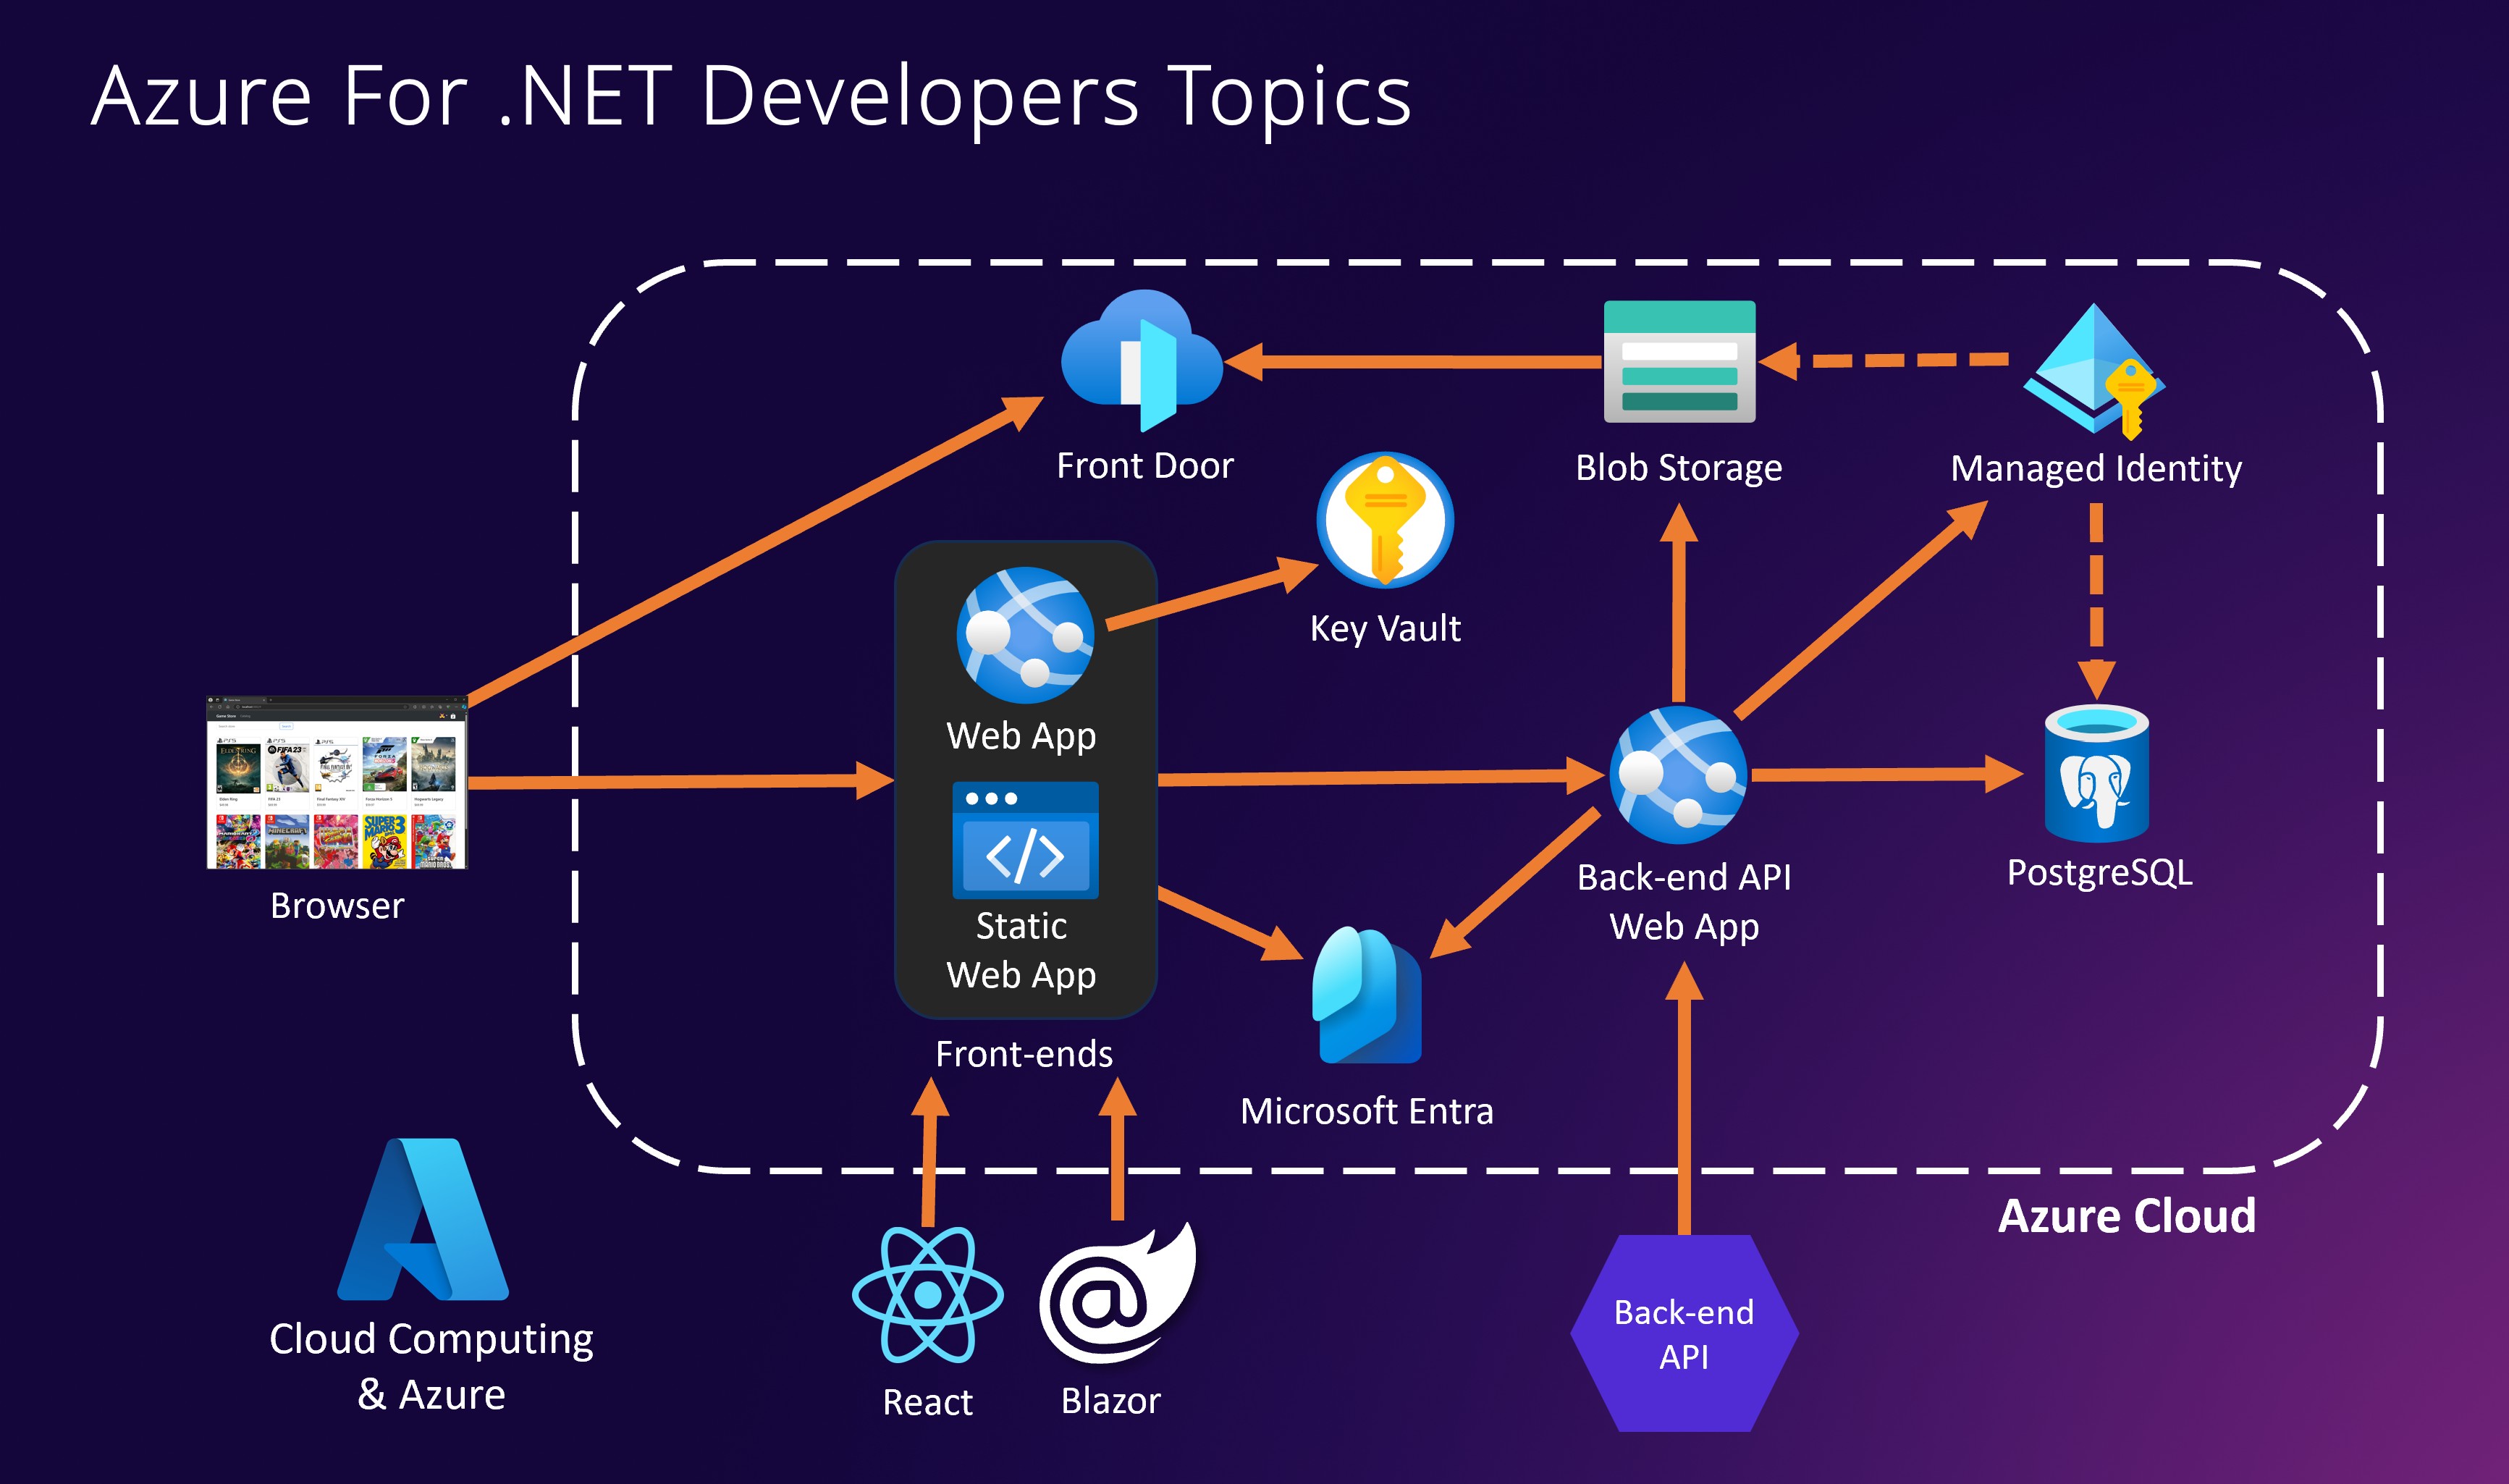 Azure For .NET Developers Topics
Front Door
Blob Storage
Managed Identity
Key Vault
Web App
Static
Web App
Front-ends
Browser
Back-end API
Web App
PostgreSQL
Microsoft Entra
Azure Cloud
Cloud Computing
& Azure
React
Blazor
Back-end
API